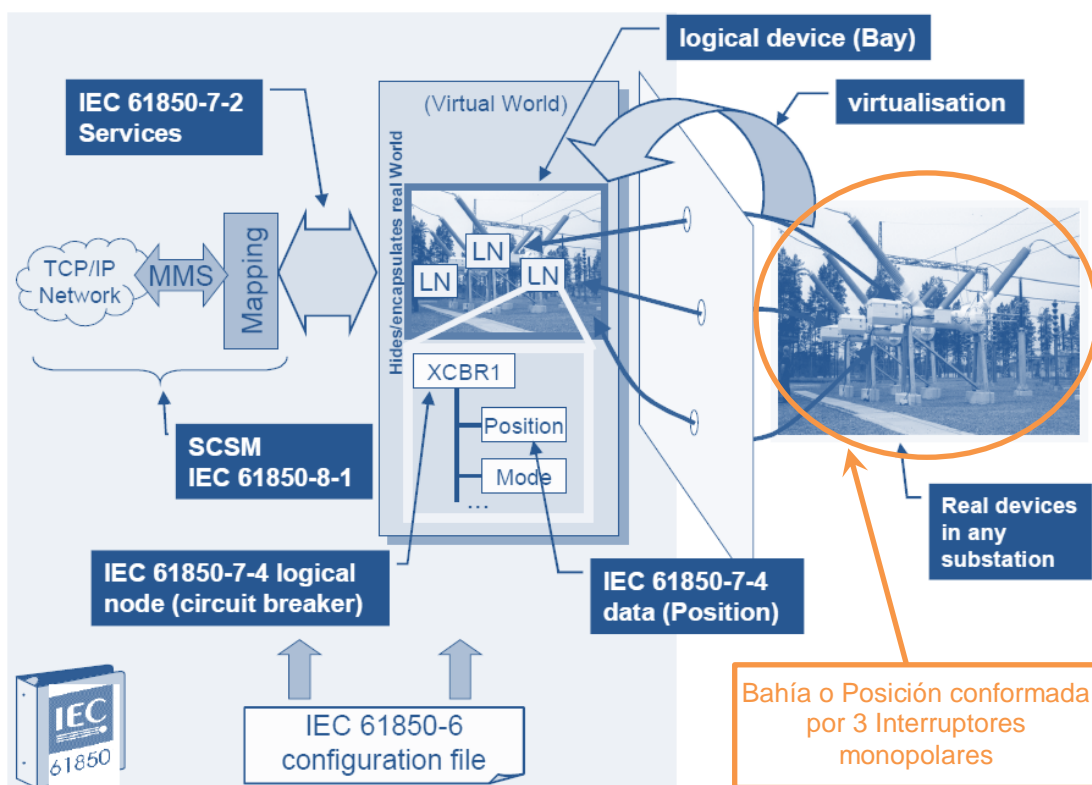 logical device (Bay)
IEC 61850-7-2
Services
(Virtual World)
virtualisation
Hides/encapsulates real World
LN
LN
LN
TCP/IP
Network
MMS
Mapping
XCBR1
Position
Mode
...
SCSM
IEC 61850-8-1
Real devices
in any
substation
IEC 61850-7-4 logical
node (circuit breaker)
IEC 61850-7-4
data (Position)
IEC 61850-6
configuration file
IEC
61850
Bahía o Posición conformada
por 3 Interruptores
monopolares